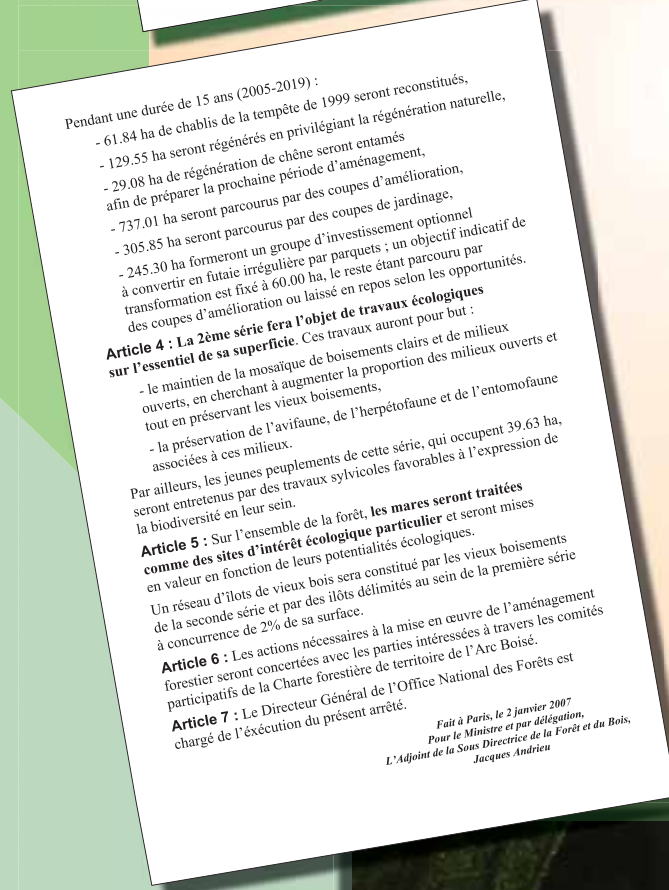 Pendant une durée de 15 ans (2005-2019) :
- 61.84 ha de chablis de la tempête de 1999 seront reconstitués,
- 129.55 ha seront régénérés en privilégiant la régénération naturelle,
- 29.08 ha de régénération de chêne seront entamés
afin de préparer la prochaine période d’aménagement,
- 737.01 ha seront parcourus par des coupes d’amélioration,
- 305.85 ha seront parcourus par des coupes de jardinage,
- 245.30 ha formeront un groupe d’investissement optionnel
à convertir en futaie irrégulière par parquets ; un objectif indicatif de
transformation est fixé à 60.00 ha, le reste étant parcouru par
des coupes d’amélioration ou laissé en repos selon les opportunités.
Article 4 : La 2ème série fera l’objet de travaux écologiques
sur l’essentiel de sa superficie. Ces travaux auront pour but :
- le maintien de la mosaïque de boisements clairs et de milieux
ouverts, en cherchant à augmenter la proportion des milieux ouverts et
tout en préservant les vieux boisements,
- la préservation de l’avifaune, de l’herpétofaune et de l’entomofaune
associées à ces milieux.
Par ailleurs, les jeunes peuplements de cette série, qui occupent 39.63 ha,
seront entretenus par des travaux sylvicoles favorables à l’expression de
la biodiversité en leur sein.
Article 5 : Sur l’ensemble de la forêt, les mares seront traitées
comme des sites d’intérêt écologique particulier et seront mises
en valeur en fonction de leurs potentialités écologiques.
Un réseau d’îlots de vieux bois sera constitué par les vieux boisements
de la seconde série et par des ilôts délimités au sein de la première série
à concurrence de 2% de sa surface.
Article 6 : Les actions nécessaires à la mise en œuvre de l’aménagement
forestier seront concertées avec les parties intéressées à travers les comités
participatifs de la Charte forestière de territoire de l’Arc Boisé.
Article 7 : Le Directeur Général de l’Office National des Forêts est
chargé de l’éxécution du présent arrêté.
Fait à Paris, le 2 janvier 2007
Pour le Ministre et par délégation,
L’Adjoint de la Sous Directrice de la Forêt et du Bois,
Jacques Andrieu